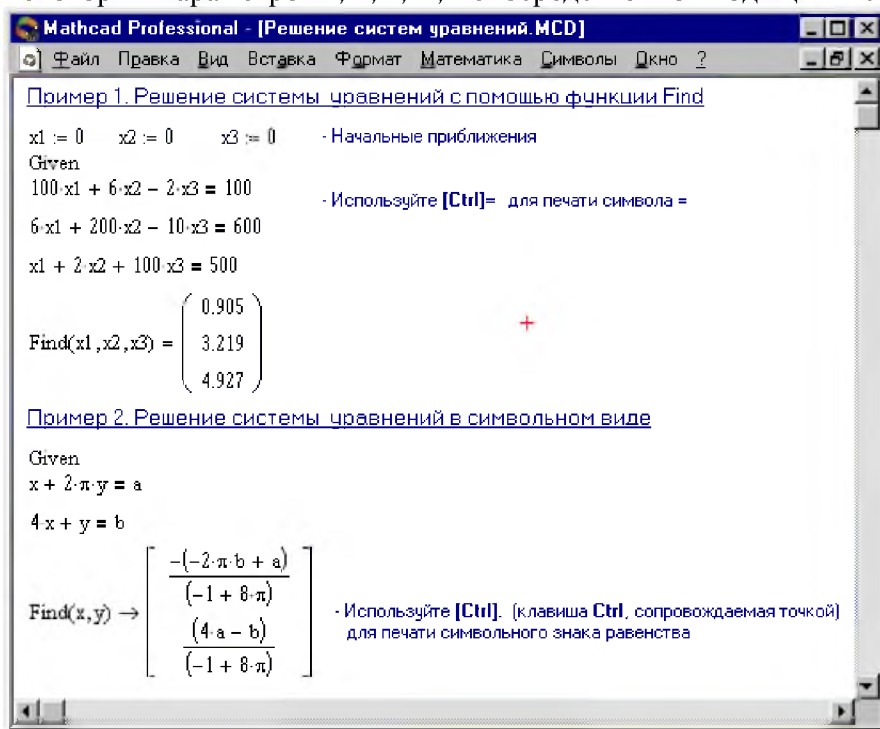 Mathcad Professional - [Решение систем уравнений.MCD]
Файл Правка Вид Вставка Формат Математика Символы Окно ?
Пример 1. Решение системы уравнений с помощью функции Find
x1 := 0 x2 := 0 x3 := 0 - Начальные приближения
Given
100·x1 + 6·x2 − 2·x3 = 100
- Используйте [Ctrl]= для печати символа =
6·x1 + 200·x2 − 10·x3 = 600
x1 + 2·x2 + 100·x3 = 500
Find(x1,x2,x3) =
0.905
3.219
4.927
Пример 2. Решение системы уравнений в символьном виде
Given
x + 2·π·y = a
4·x + y = b
Find(x,y) →
-(-2·π·b + a)
(-1 + 8·π)
(4·a − b)
(-1 + 8·π)
- Используйте [Ctrl]. (клавиша Ctrl, сопровождаемая точкой)
для печати символьного знака равенства